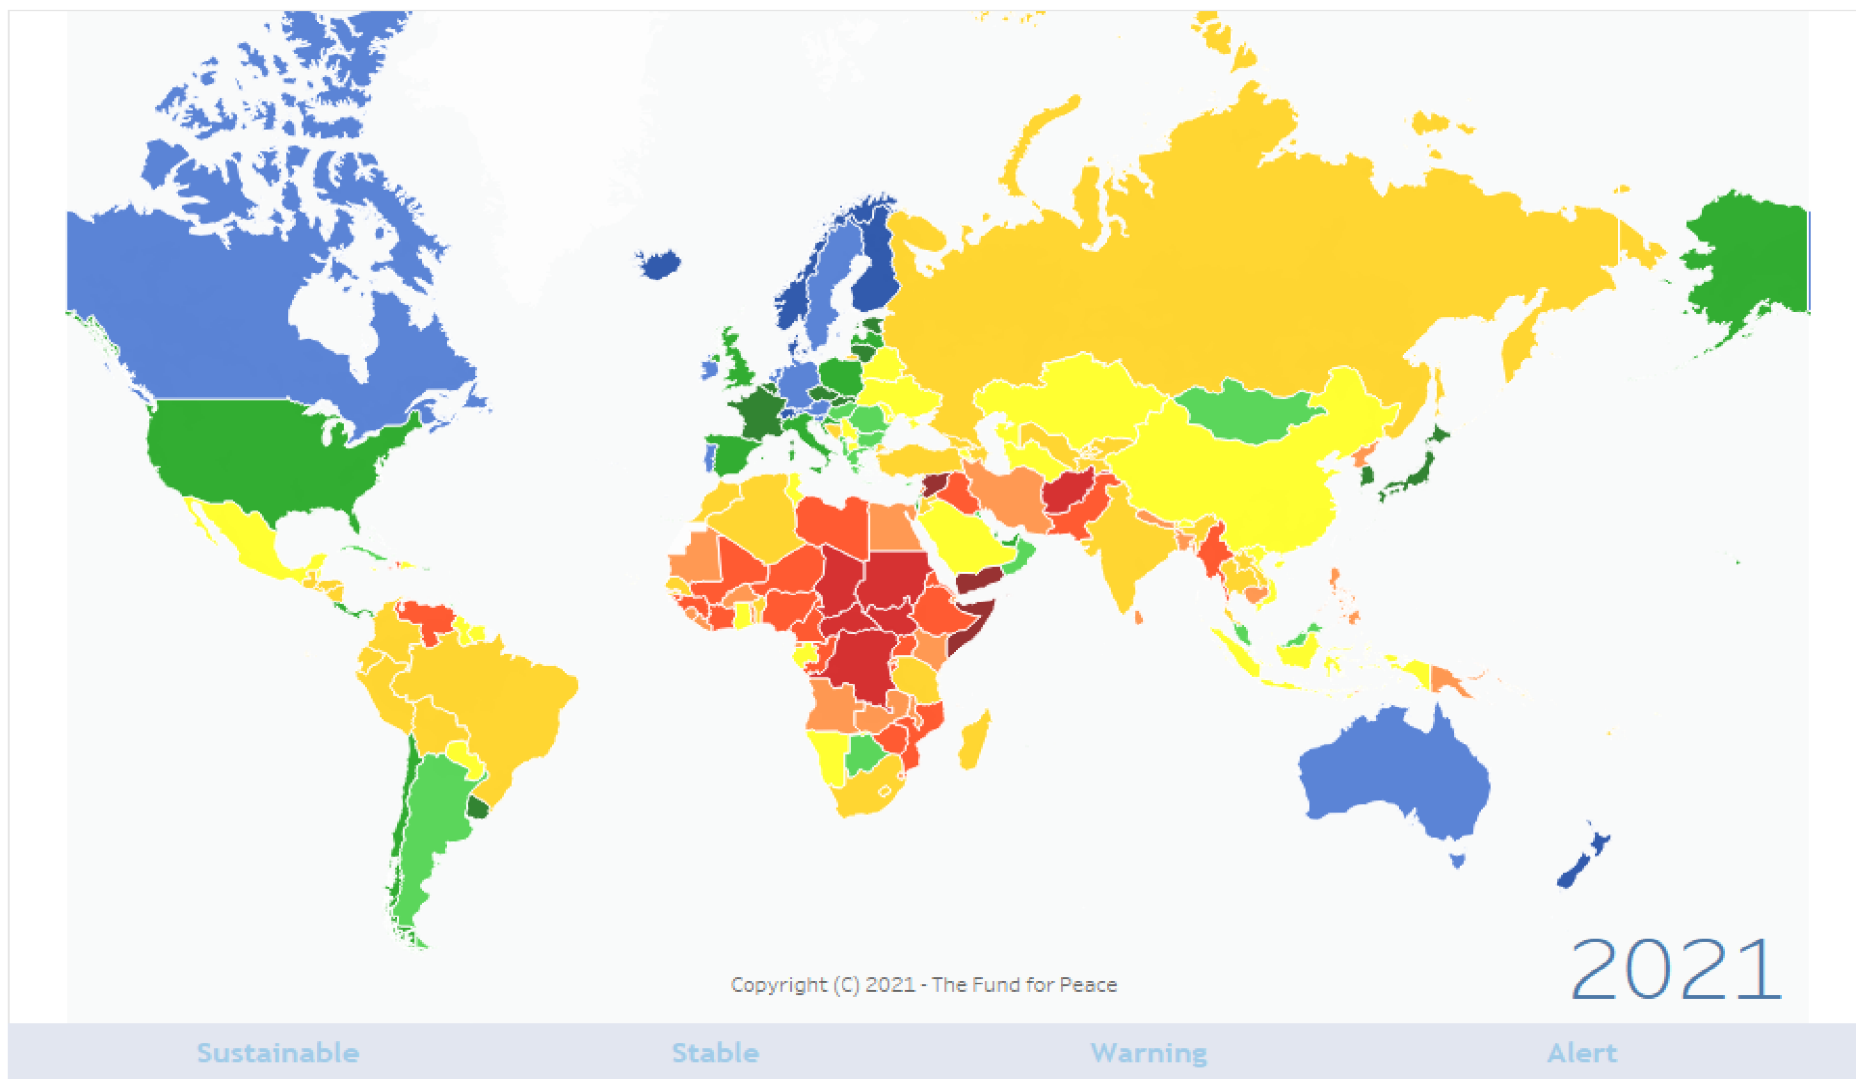 2021
Copyright (C) 2021 - The Fund for Peace
Sustainable Stable Warning Alert